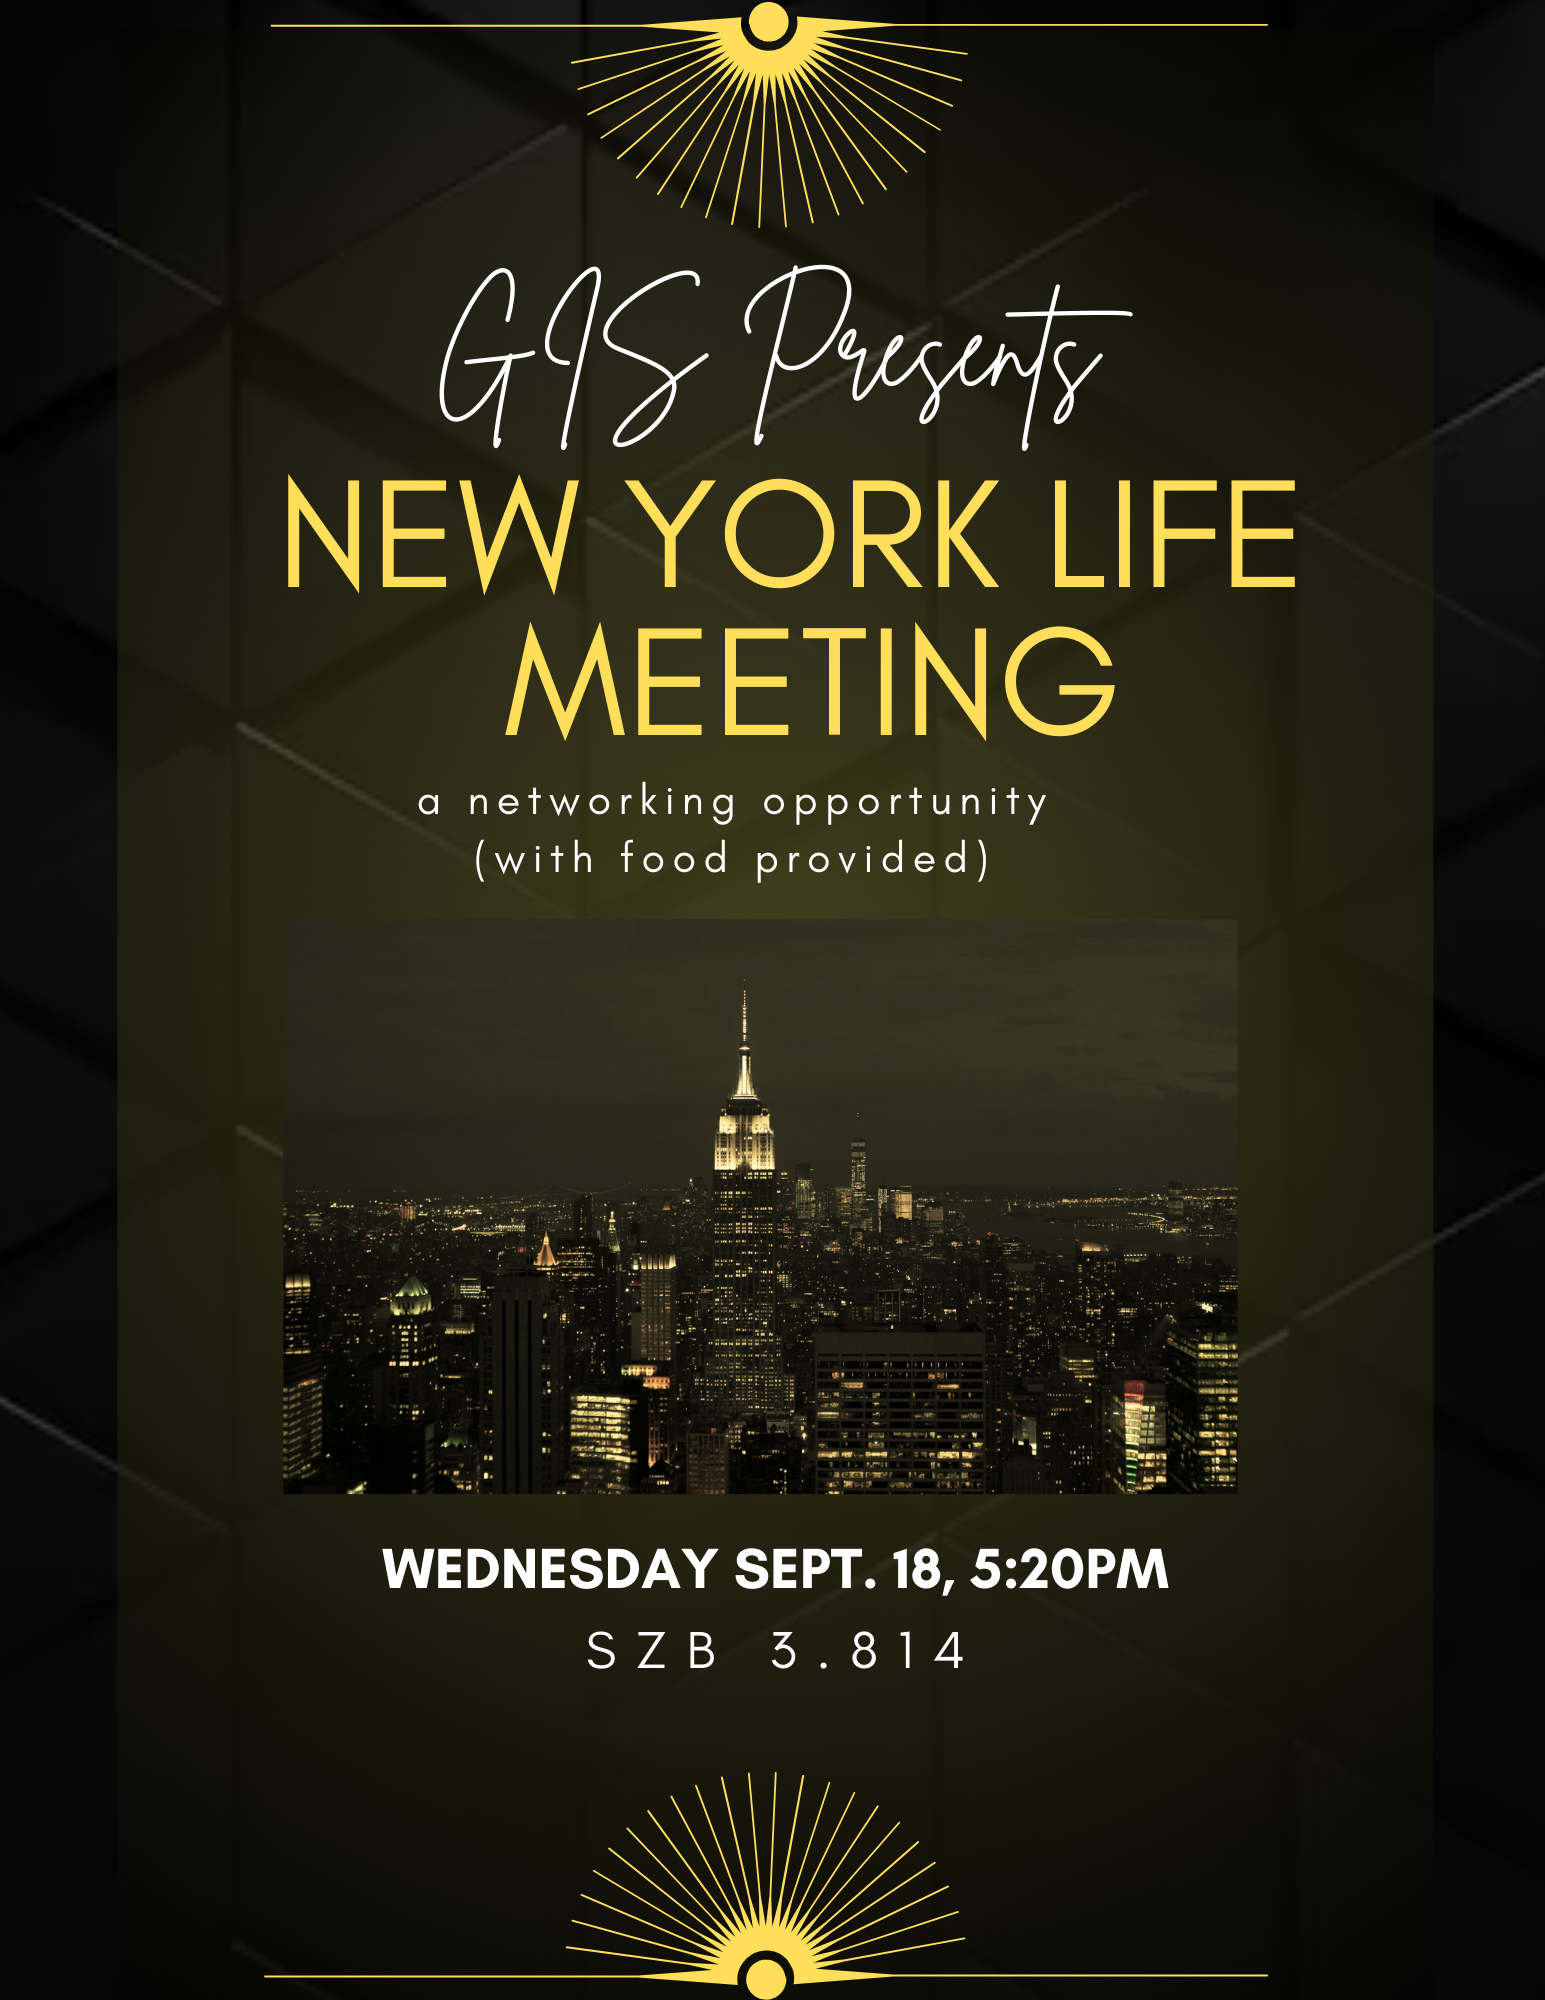 GIS Presents
NEW YORK LIFE
MEETING
a networking opportunity
(with food provided)
WEDNESDAY SEPT. 18, 5:20PM
SZB 3.814